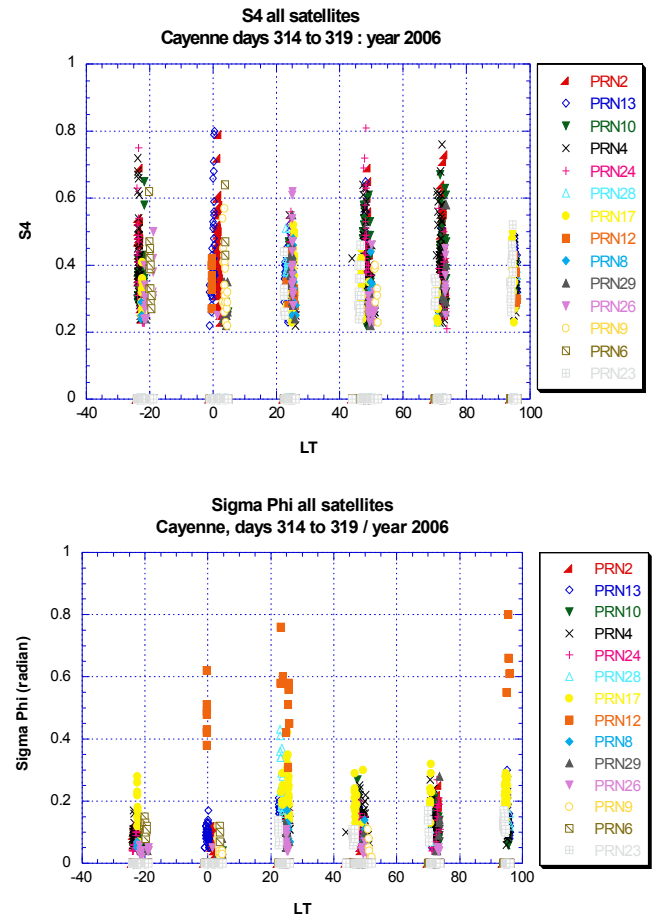 S4 all satellites
Cayenne days 314 to 319 : year 2006
1
0.8
0.6
0.4
0.2
0
S4
-40 -20 0 20 40 60 80 100
LT
PRN2
PRN13
PRN10
PRN4
PRN24
PRN28
PRN17
PRN12
PRN8
PRN29
PRN26
PRN9
PRN6
PRN23
Sigma Phi all satellites
Cayenne, days 314 to 319 / year 2006
1
0.8
0.6
0.4
0.2
0
Sigma Phi (radian)
-40 -20 0 20 40 60 80 100
LT
PRN2
PRN13
PRN10
PRN4
PRN24
PRN28
PRN17
PRN12
PRN8
PRN29
PRN26
PRN9
PRN6
PRN23